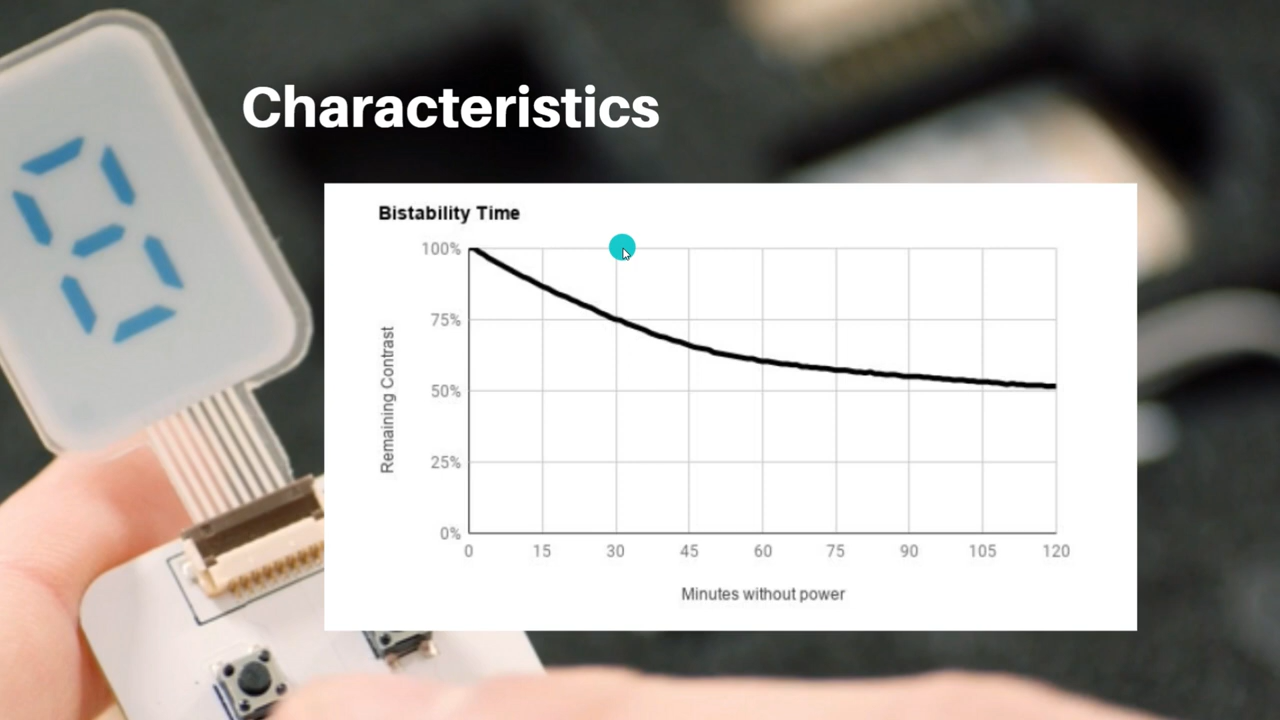 Characteristics
Bistability Time
100%
75%
50%
25%
0%
Remaining Contrast
0 15 30 45 60 75 90 105 120
Minutes without power